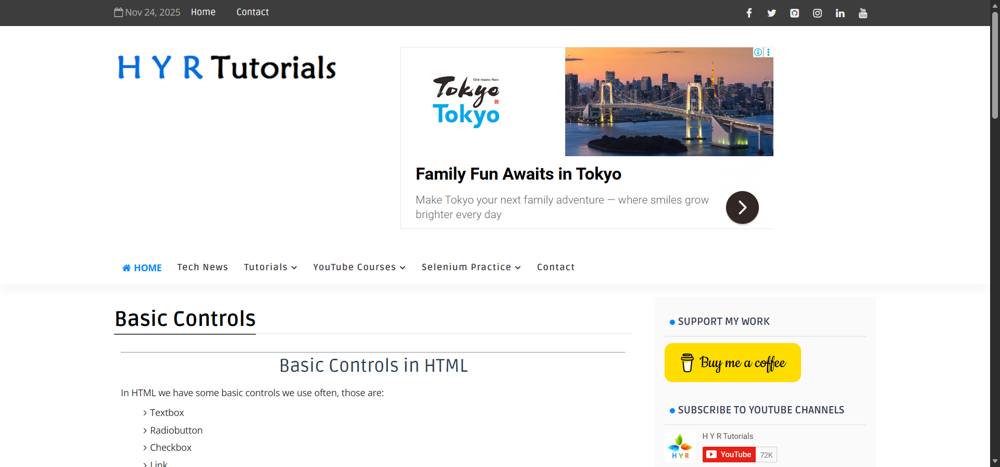 Nov 24, 2025 Home Contact
H Y R Tutorials
Old meets New
Tokyo
Tokyo
Family Fun Awaits in Tokyo
Make Tokyo your next family adventure — where smiles grow
brighter every day
HOME Tech News Tutorials YouTube Courses Selenium Practice Contact
Basic Controls
Basic Controls in HTML
In HTML we have some basic controls we use often, those are:
Textbox
Radiobutton
Checkbox
Link
SUPPORT MY WORK
Buy me a coffee
SUBSCRIBE TO YOUTUBE CHANNELS
H Y R Tutorials
HYR
YouTube 72K